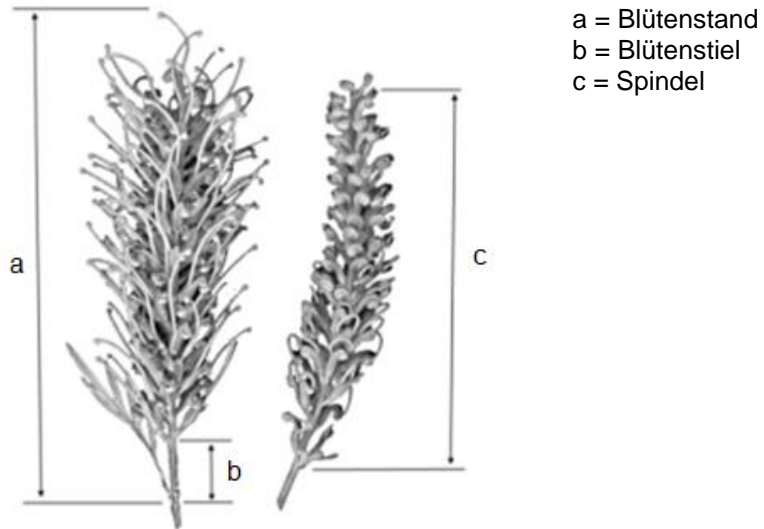 a = Blütenstand
b = Blütenstiel
c = Spindel
a
c
b